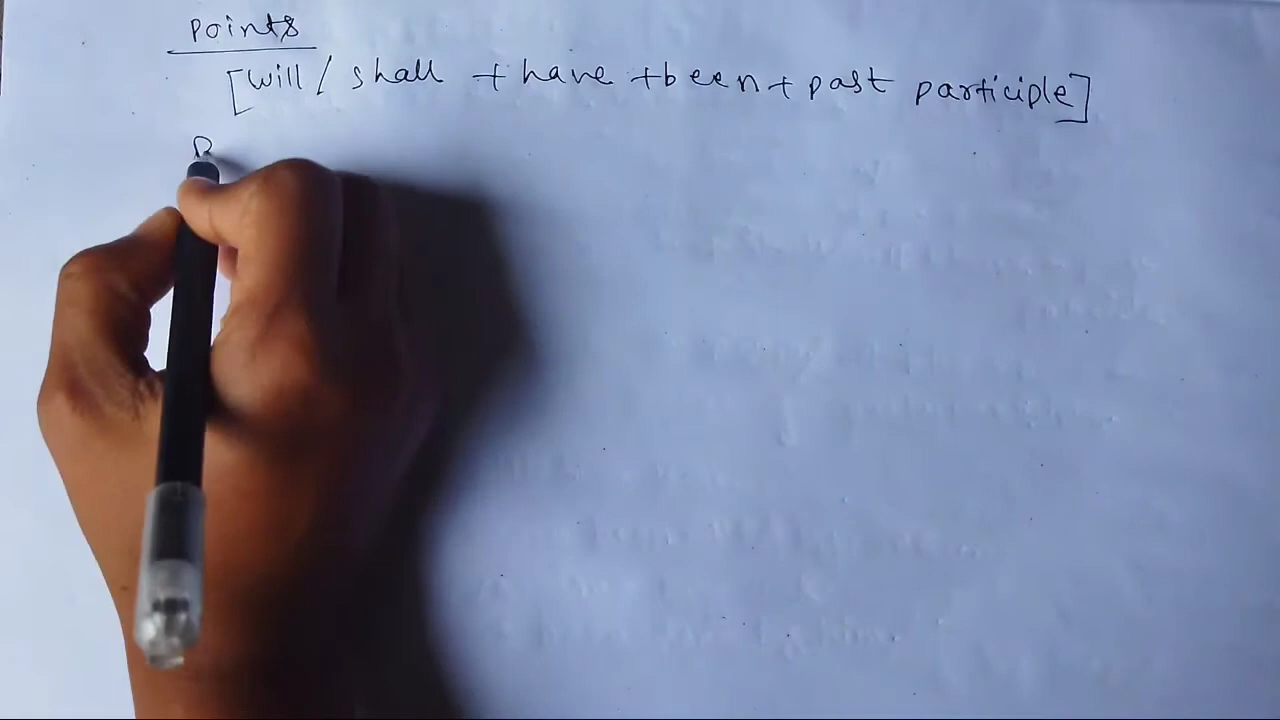 Points
[will / shall + have + been + past participle]